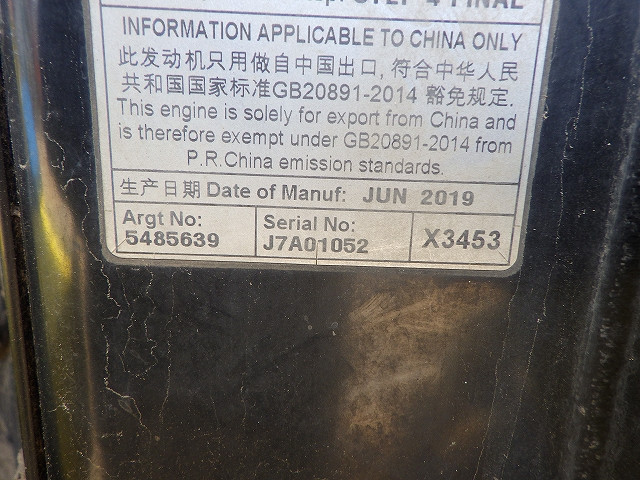 4 FINAL
INFORMATION APPLICABLE TO CHINA ONLY
此发动机只用做自中国出口, 符合中华人民
共和国国家标准GB20891-2014 豁免规定.
This engine is solely for export from China and
is therefore exempt under GB20891-2014 from
P.R.China emission standards.
生产日期 Date of Manuf: JUN 2019
Argt No: Serial No:
5485639 J7A01052 X3453